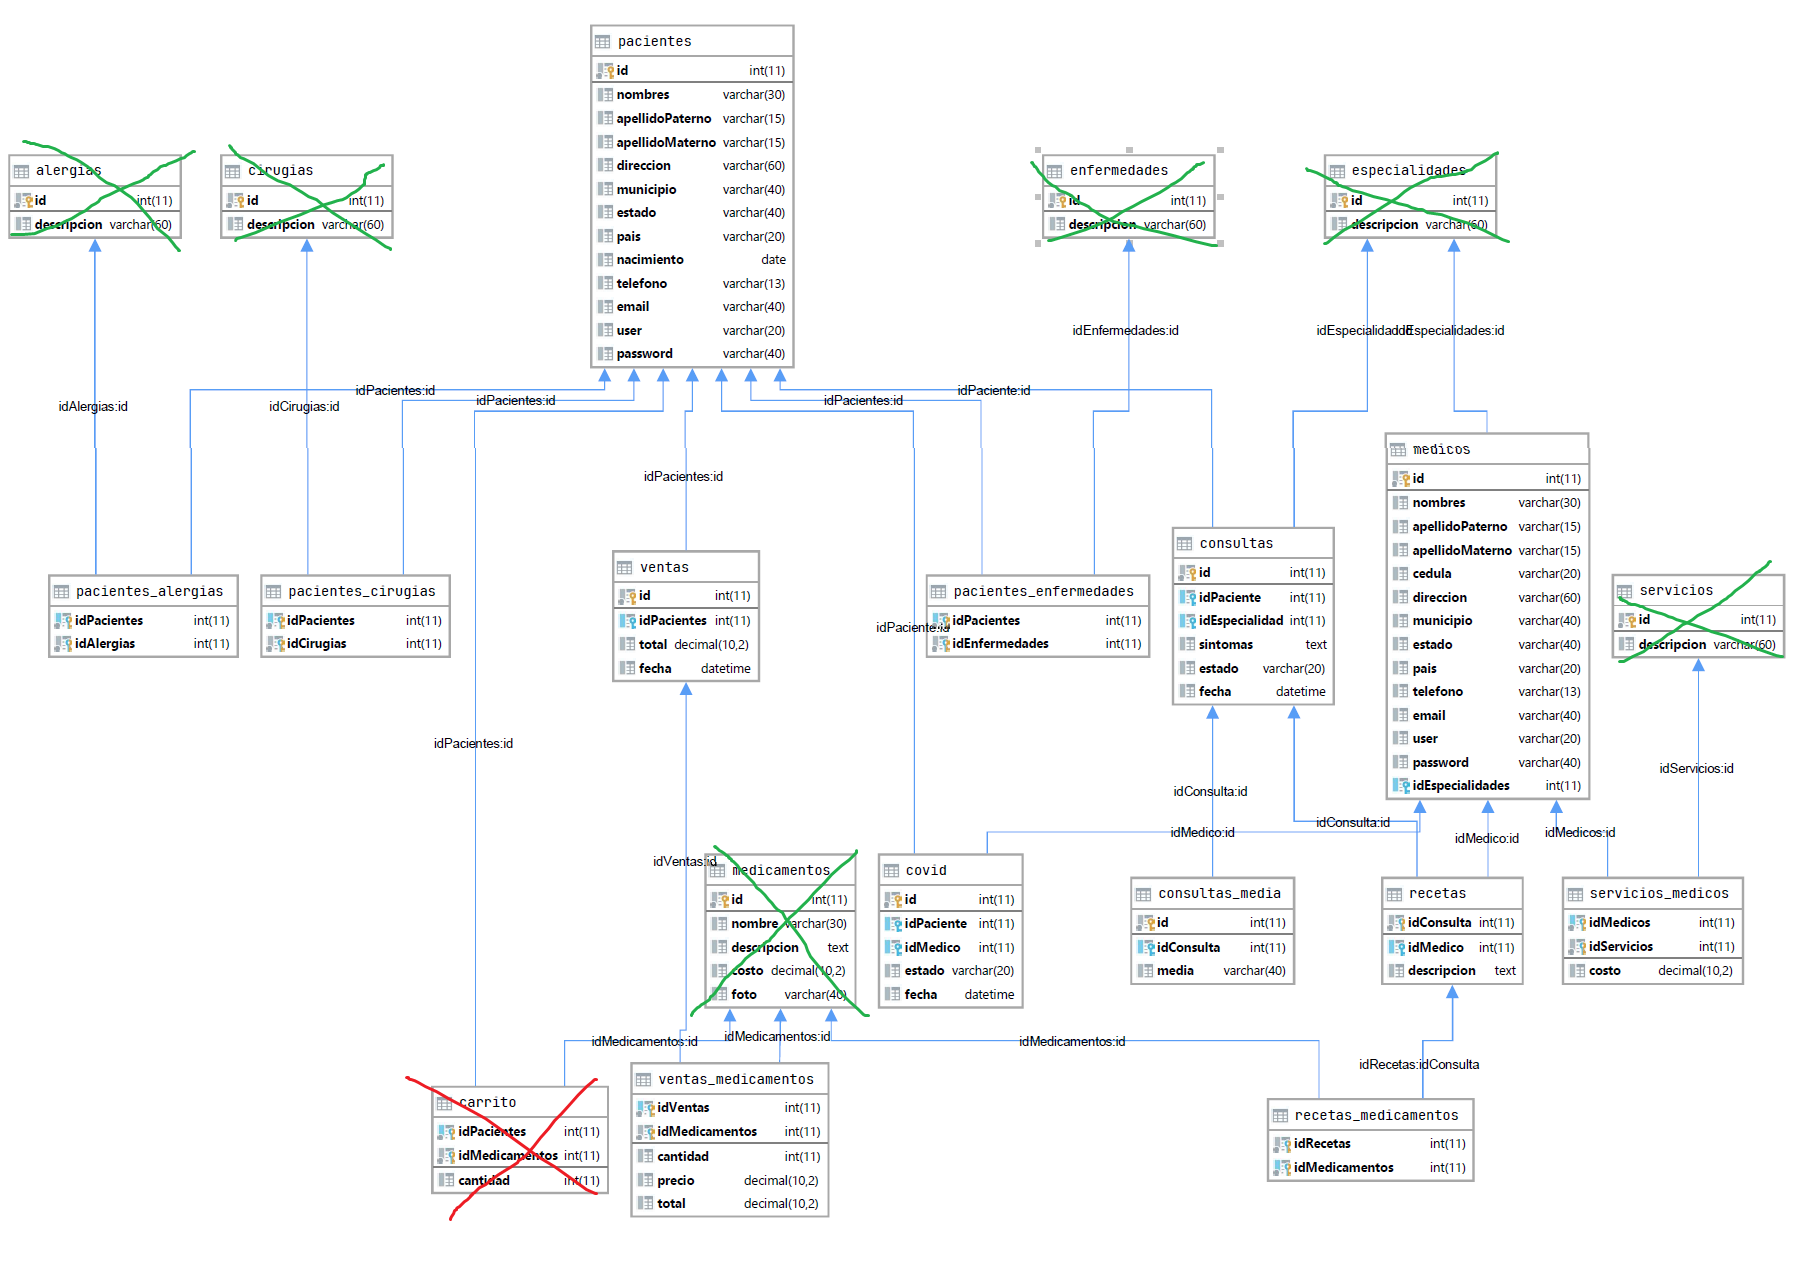 pacientes
id int(11)
nombres varchar(30)
apellidoPaterno varchar(15)
apellidoMaterno varchar(15)
direccion varchar(60)
municipio varchar(40)
estado varchar(40)
pais varchar(20)
nacimiento date
telefono varchar(13)
email varchar(40)
user varchar(20)
password varchar(40)
alergias
id int(11)
descripcion varchar(60)
cirugias
id int(11)
descripcion varchar(60)
enfermedades
id int(11)
descripcion varchar(60)
especialidades
id int(11)
descripcion varchar(60)
idEnfermedades:id
idEspecialidad:id
idEspecialidades:id
idAlergias:id
idPacientes:id
idCirugias:id
idPacientes:id
idPacientes:id
idPaciente:id
idPacientes:id
medicos
id int(11)
nombres varchar(30)
apellidoPaterno varchar(15)
apellidoMaterno varchar(15)
cedula varchar(20)
direccion varchar(60)
municipio varchar(40)
estado varchar(40)
pais varchar(20)
telefono varchar(13)
email varchar(40)
user varchar(20)
password varchar(40)
idEspecialidades int(11)
pacientes_alergias
idPacientes int(11)
idAlergias int(11)
pacientes_cirugias
idPacientes int(11)
idCirugias int(11)
ventas
id int(11)
idPacientes int(11)
total decimal(10,2)
fecha datetime
pacientes_enfermedades
idPacientes int(11)
idEnfermedades int(11)
idPaciente:id
consultas
id int(11)
idPaciente int(11)
idEspecialidad int(11)
sintomas text
estado varchar(20)
fecha datetime
servicios
id int(11)
descripcion varchar(60)
idPacientes:id
idServicios:id
idConsulta:id
idMedico:id
idConsulta:id
idMedico:id
idMedicos:id
idVentas:id
medicamentos
id int(11)
nombre varchar(30)
descripcion text
costo decimal(10,2)
foto varchar(40)
covid
id int(11)
idPaciente int(11)
idMedico int(11)
estado varchar(20)
fecha datetime
consultas_media
id int(11)
idConsulta int(11)
media varchar(40)
recetas
idConsulta int(11)
idMedico int(11)
descripcion text
servicios_medicos
idMedicos int(11)
idServicios int(11)
costo decimal(10,2)
idMedicamentos:id
idMedicamentos:id
idMedicamentos:id
idRecetas:idConsulta
carrito
idPacientes int(11)
idMedicamentos int(11)
cantidad int(11)
ventas_medicamentos
idVentas int(11)
idMedicamentos int(11)
cantidad int(11)
precio decimal(10,2)
total decimal(10,2)
recetas_medicamentos
idRecetas int(11)
idMedicamentos int(11)